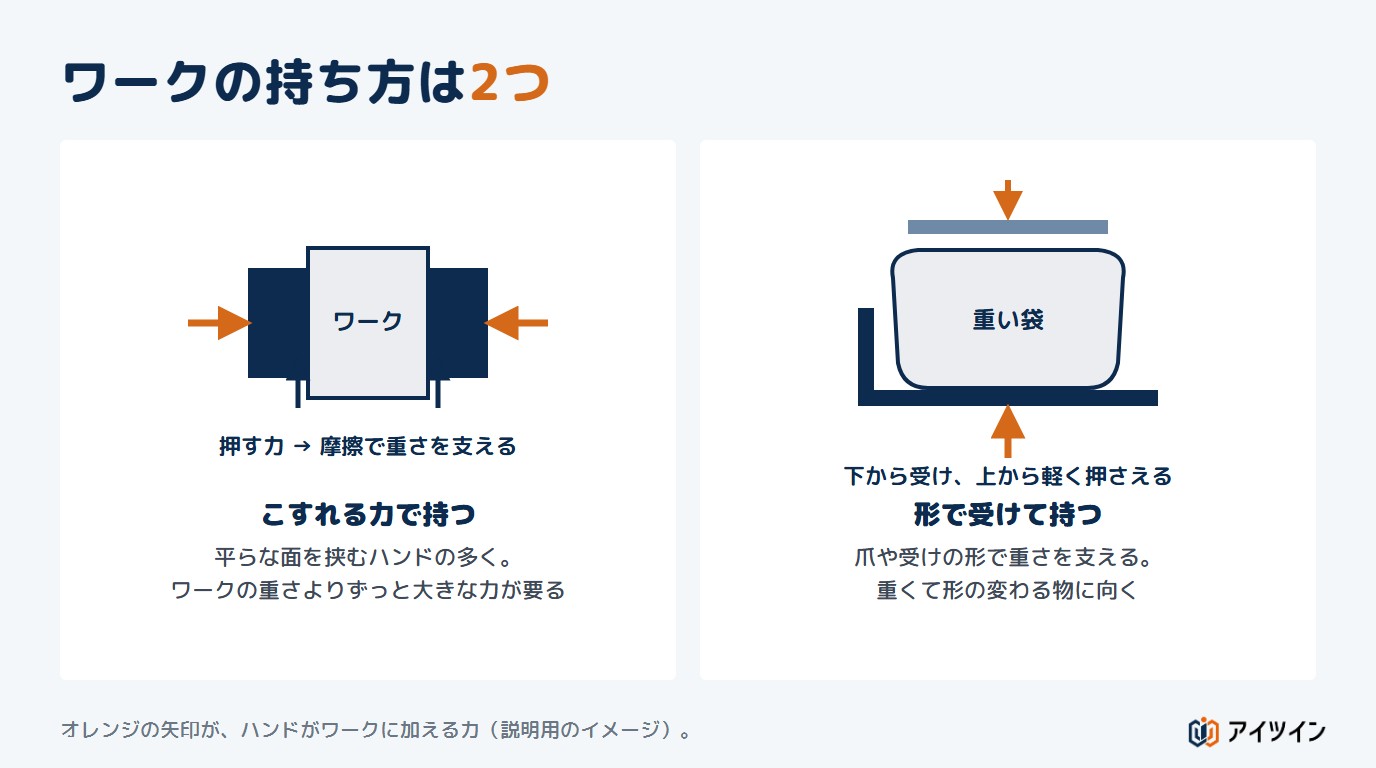 ワークの持ち方は2つ
ワーク
押す力 → 摩擦で重さを支える
こすれる力で持つ
平らな面を挟むハンドの多く。
ワークの重さよりずっと大きな力が要る
重い袋
下から受け、上から軽く押さえる
形で受けて持つ
爪や受けの形で重さを支える。
重くて形の変わる物に向く
オレンジの矢印が、ハンドがワークに加える力（説明用のイメージ）。
アイツイン